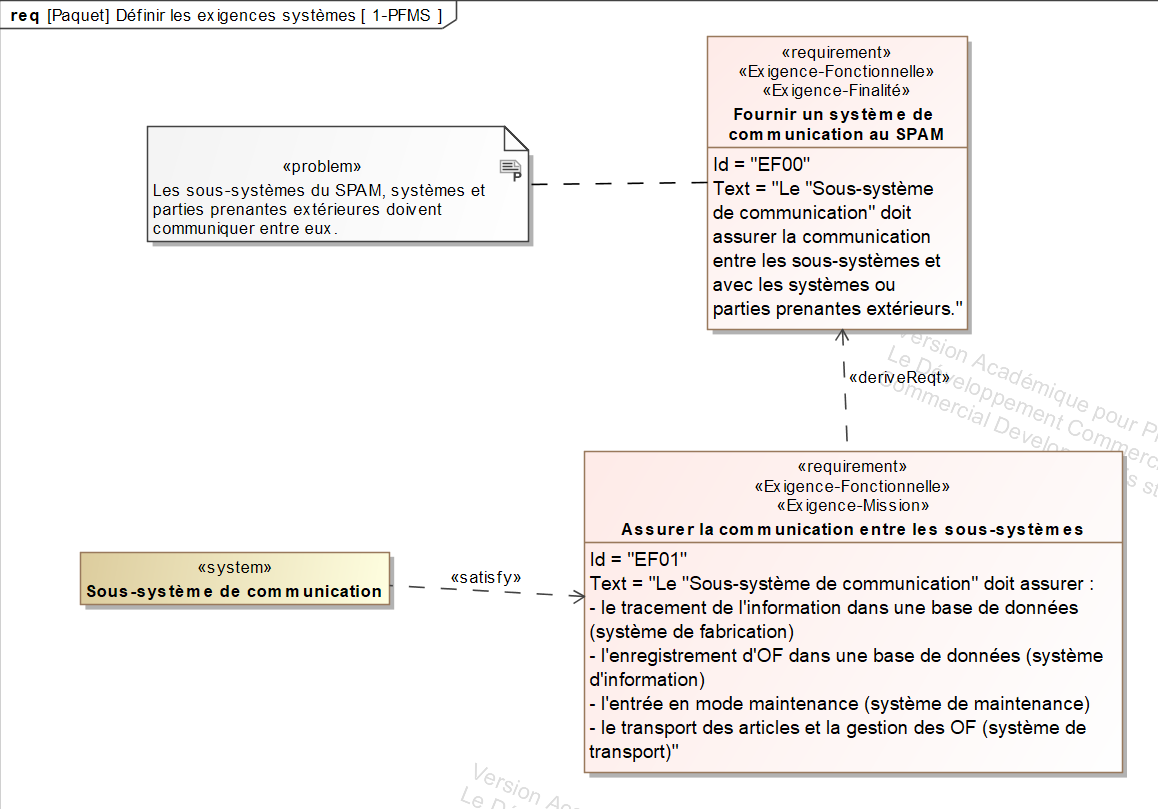 req [Paquet] Définir les exigences systèmes [ 1-PFMS ]
«requirement»
«Exigence-Fonctionnelle»
«Exigence-Finalité»
Fournir un système de
communication au SPAM
Id = "EF00"
Text = "Le "Sous-système
de communication" doit
assurer la communication
entre les sous-systèmes et
avec les systèmes ou
parties prenantes extérieurs."
«problem»
P
Les sous-systèmes du SPAM, systèmes et
parties prenantes extérieures doivent
communiquer entre eux.
«deriveReqt»
Version Académique pour
Le Développement
Commercial
«requirement»
«Exigence-Fonctionnelle»
«Exigence-Mission»
Assurer la communication entre les sous-systèmes
Id = "EF01"
Text = "Le "Sous-système de communication" doit assurer :
- le tracement de l'information dans une base de données
(système de fabrication)
- l'enregistrement d'OF dans une base de données (système
d'information)
- l'entrée en mode maintenance (système de maintenance)
- le transport des articles et la gestion des OF (système de
transport)"
«system»
Sous-système de communication
«satisfy»
Version
Le